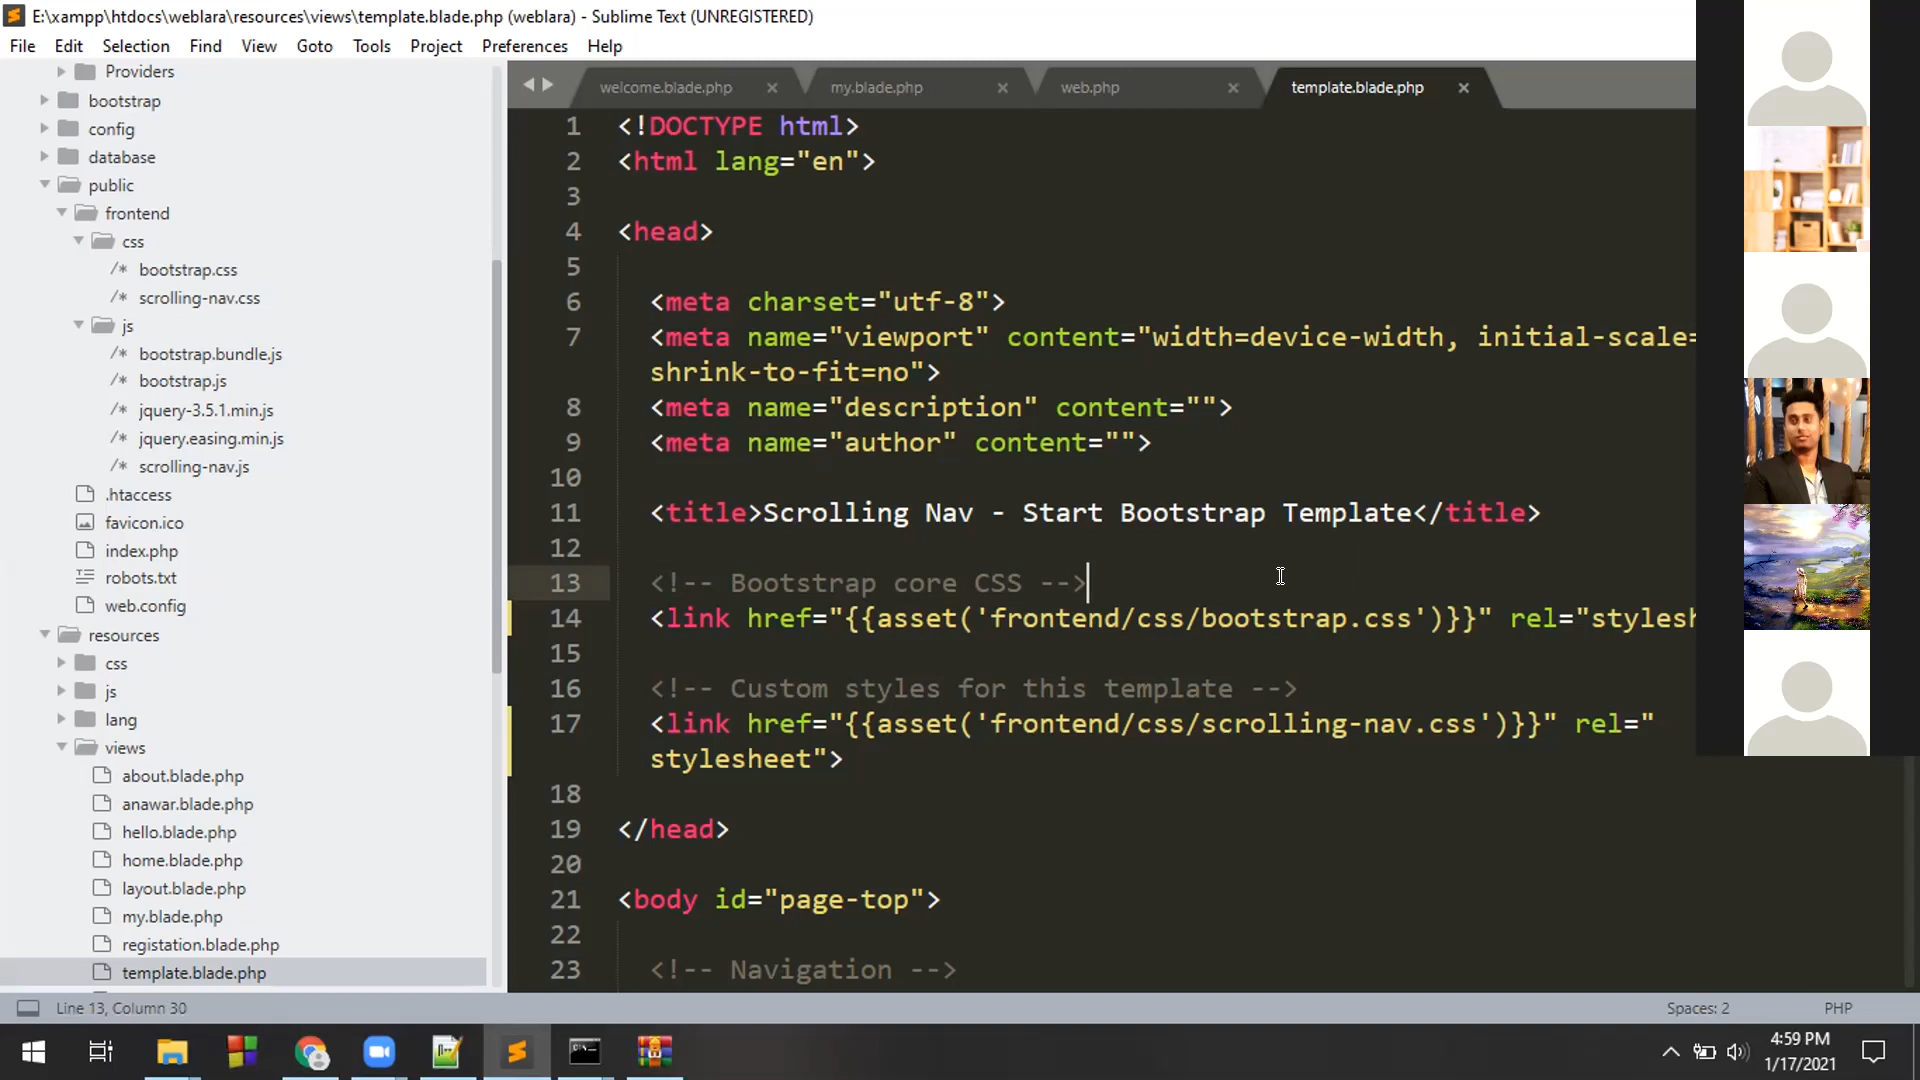 E:\xampp\htdocs\weblara\resources\views\template.blade.php (weblara) - Sublime Text (UNREGISTERED)
File Edit Selection Find View Goto Tools Project Preferences Help
Providers
bootstrap
config
database
public
frontend
css
/* bootstrap.css
/* scrolling-nav.css
js
/* bootstrap.bundle.js
/* bootstrap.js
/* jquery-3.5.1.min.js
/* jquery.easing.min.js
/* scrolling-nav.js
.htaccess
favicon.ico
index.php
robots.txt
web.config
resources
css
js
lang
views
about.blade.php
anawar.blade.php
hello.blade.php
home.blade.php
layout.blade.php
my.blade.php
registation.blade.php
template.blade.php
welcome.blade.php my.blade.php web.php template.blade.php
1 <!DOCTYPE html>
2 <html lang="en">
3
4 <head>
5
6 <meta charset="utf-8">
7 <meta name="viewport" content="width=device-width, initial-scale=
shrink-to-fit=no">
8 <meta name="description" content="">
9 <meta name="author" content="">
10
11 <title>Scrolling Nav - Start Bootstrap Template</title>
12
13 <!-- Bootstrap core CSS -->
14 <link href="{{asset('frontend/css/bootstrap.css')}}" rel="stylesh
15
16 <!-- Custom styles for this template -->
17 <link href="{{asset('frontend/css/scrolling-nav.css')}}" rel="
stylesheet">
18
19 </head>
20
21 <body id="page-top">
22
23 <!-- Navigation -->
Line 13, Column 30 Spaces: 2 PHP
4:59 PM
1/17/2021